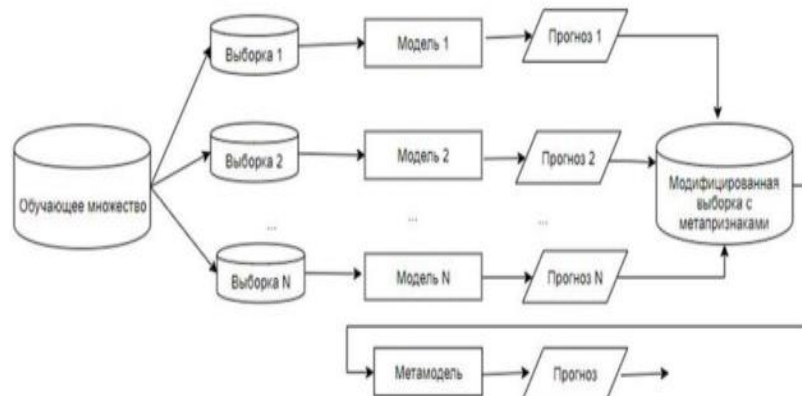 Выборка 1
Модель 1
Прогноз 1
Обучающее множество
Выборка 2
Модель 2
Прогноз 2
Модифицированная
выборка с
метапризнаками
...
...
...
Выборка N
Модель N
Прогноз N
Метамодель
Прогноз